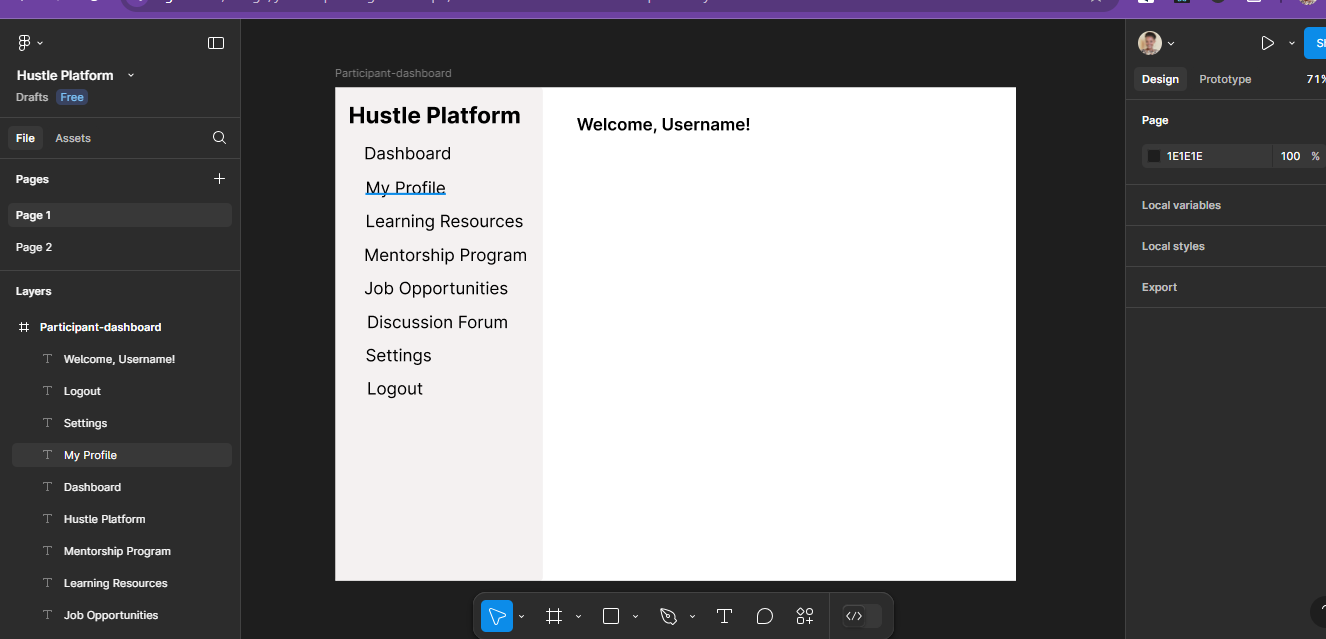 Hustle Platform
Drafts Free
File Assets
Pages
Page 1
Page 2
Layers
Participant-dashboard
Welcome, Username!
Logout
Settings
My Profile
Dashboard
Hustle Platform
Mentorship Program
Learning Resources
Job Opportunities
Participant-dashboard
Hustle Platform
Dashboard
My Profile
Learning Resources
Mentorship Program
Job Opportunities
Discussion Forum
Settings
Logout
Welcome, Username!
Design Prototype 71%
Page
1E1E1E 100 %
Local variables
Local styles
Export